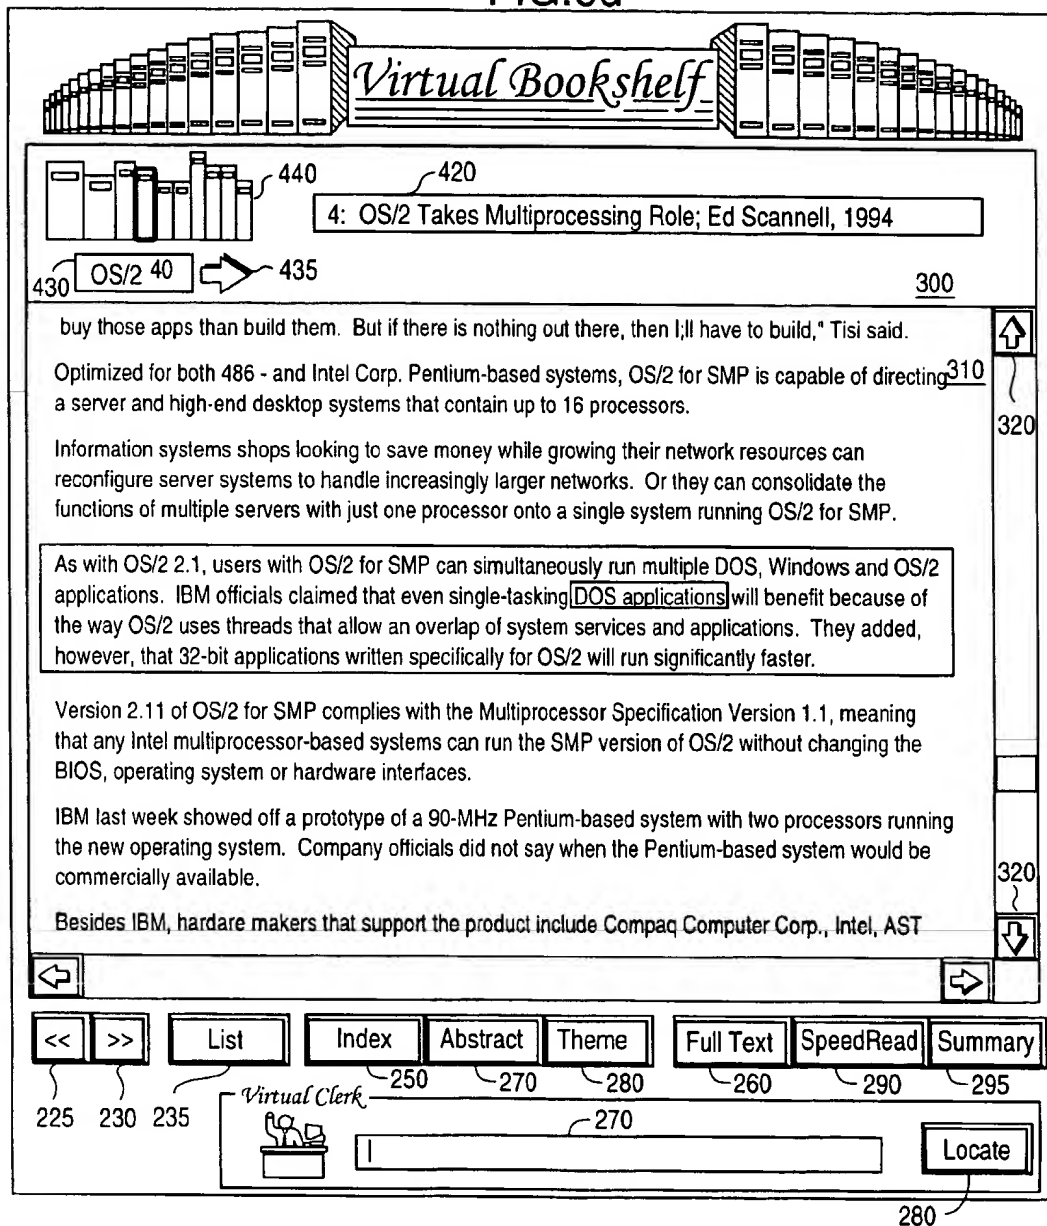 Virtual Bookshelf
440
420
4: OS/2 Takes Multiprocessing Role; Ed Scannell, 1994
430
OS/2 40
435
300
buy those apps than build them. But if there is nothing out there, then I;ll have to build," Tisi said.
Optimized for both 486 - and Intel Corp. Pentium-based systems, OS/2 for SMP is capable of directing
310
a server and high-end desktop systems that contain up to 16 processors.
320
Information systems shops looking to save money while growing their network resources can
reconfigure server systems to handle increasingly larger networks. Or they can consolidate the
functions of multiple servers with just one processor onto a single system running OS/2 for SMP.
As with OS/2 2.1, users with OS/2 for SMP can simultaneously run multiple DOS, Windows and OS/2
applications. IBM officials claimed that even single-tasking DOS applications will benefit because of
the way OS/2 uses threads that allow an overlap of system services and applications. They added,
however, that 32-bit applications written specifically for OS/2 will run significantly faster.
Version 2.11 of OS/2 for SMP complies with the Multiprocessor Specification Version 1.1, meaning
that any Intel multiprocessor-based systems can run the SMP version of OS/2 without changing the
BIOS, operating system or hardware interfaces.
IBM last week showed off a prototype of a 90-MHz Pentium-based system with two processors running
the new operating system. Company officials did not say when the Pentium-based system would be
commercially available.
320
Besides IBM, hardare makers that support the product include Compaq Computer Corp., Intel, AST
<< >> List Index Abstract Theme Full Text SpeedRead Summary
225 230 235 250 270 280 260 290 295
Virtual Clerk
270
Locate
280